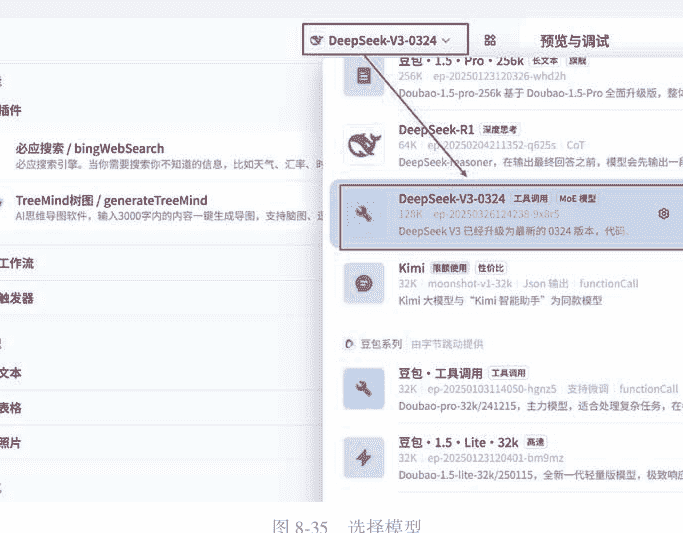 DeepSeek-V3-0324
预览与调试
插件
必应搜索 / bingWebSearch
必应搜索引擎。当你需要搜索你不知道的信息，比如天气、汇率、时
TreeMind树图 / generateTreeMind
AI思维导图软件，输入3000字内的内容一键生成导图，支持脑图、逻
工作流
触发器
文本
表格
照片
豆包・1.5・Pro・256k 长文本 旗舰
256K ep-20250123120326-whd2h
Doubao-1.5-pro-256k 基于 Doubao-1.5-Pro 全面升级版，整体
DeepSeek-R1 深度思考
64K ep-20250204211352-q625s CoT
DeepSeek-Reasoner，在输出最终回答之前，模型会先输出一段
DeepSeek-V3-0324 工具调用 MoE 模型
128K ep-20250326124238-9x8c5
DeepSeek V3 已经升级为最新的 0324 版本，代码
Kimi 限额使用 性价比
32K moonshot-v1-32k Json 输出 functionCall
Kimi 大模型与“Kimi 智能助手”为同款模型
豆包系列 由字节跳动提供
豆包・工具调用 工具调用
32K ep-20250103114050-hgnz5 支持微调 functionCall
Doubao-pro-32k/241215，主力模型，适合处理复杂任务，在
豆包・1.5・Lite・32k 高速
32K ep-20250123120401-bm9mz
Doubao-1.5-lite-32k/250115，全新一代轻量版模型，极致响应
图 8-35 选择模型